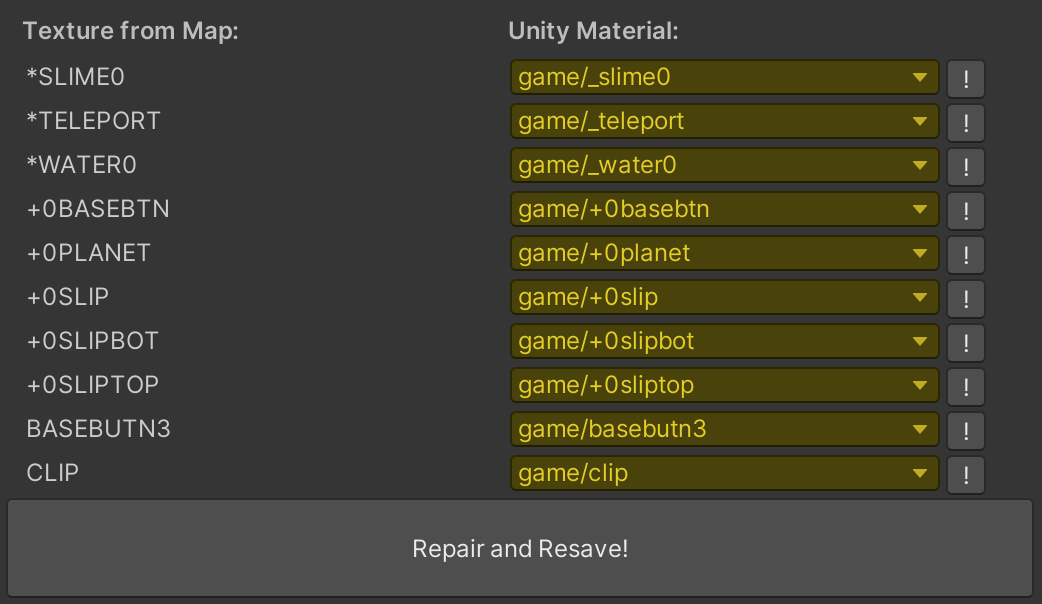 Texture from Map: Unity Material:
*SLIME0 game/_slime0 !
*TELEPORT game/_teleport !
*WATER0 game/_water0 !
+0BASEBTN game/+0basebtn !
+0PLANET game/+0planet !
+0SLIP game/+0slip !
+0SLIPBOT game/+0slipbot !
+0SLIPTOP game/+0sliptop !
BASEBUTN3 game/basebutn3 !
CLIP game/clip !
Repair and Resave!